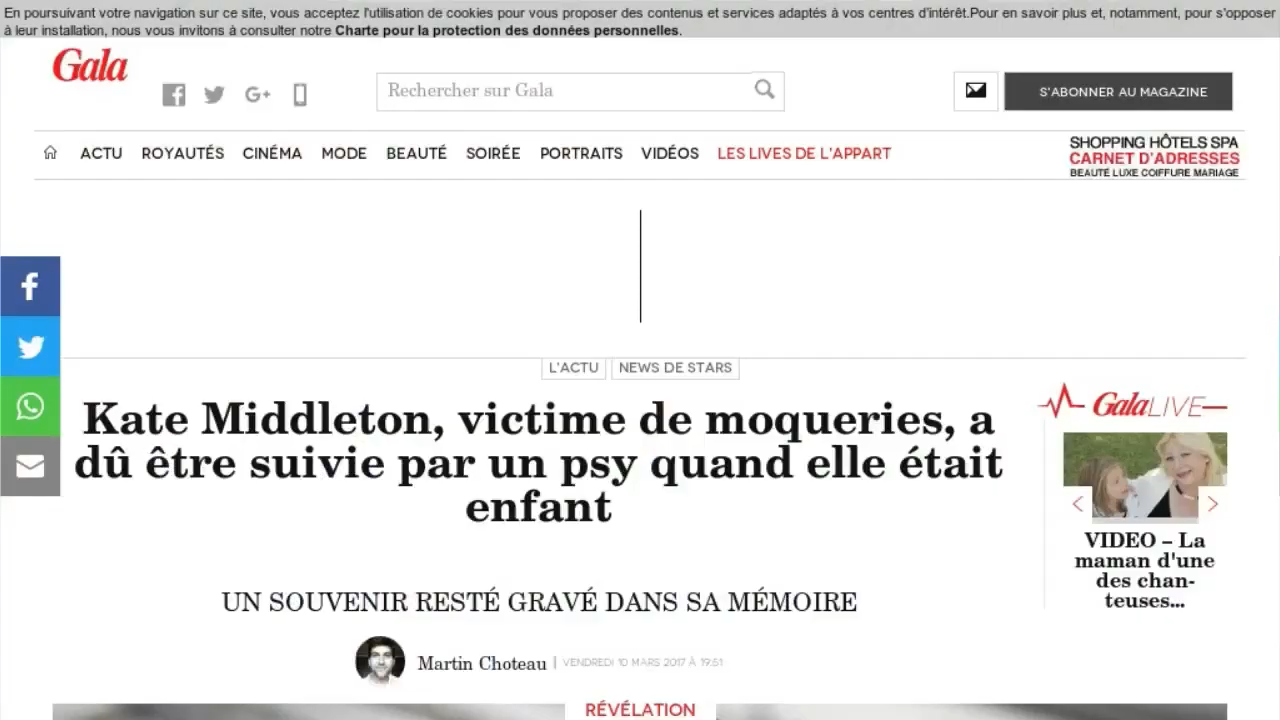 En poursuivant votre navigation sur ce site, vous acceptez l'utilisation de cookies pour vous proposer des contenus et services adaptés à vos centres d'intérêt.Pour en savoir plus et, notamment, pour s'opposer
à leur installation, nous vous invitons à consulter notre Charte pour la protection des données personnelles.
Gala
G+
Rechercher sur Gala
S'ABONNER AU MAGAZINE
ACTU ROYAUTÉS CINÉMA MODE BEAUTÉ SOIRÉE PORTRAITS VIDÉOS LES LIVES DE L'APPART
SHOPPING HÔTELS SPA
CARNET D'ADRESSES
BEAUTÉ LUXE COIFFURE MARIAGE
L'ACTU NEWS DE STARS
Kate Middleton, victime de moqueries, a
dû être suivie par un psy quand elle était
enfant
UN SOUVENIR RESTÉ GRAVÉ DANS SA MÉMOIRE
Martin Choteau | VENDREDI 10 MARS 2017 À 19:51
RÉVÉLATION
Gala LIVE
VIDEO – La
maman d'une
des chan-
teuses...